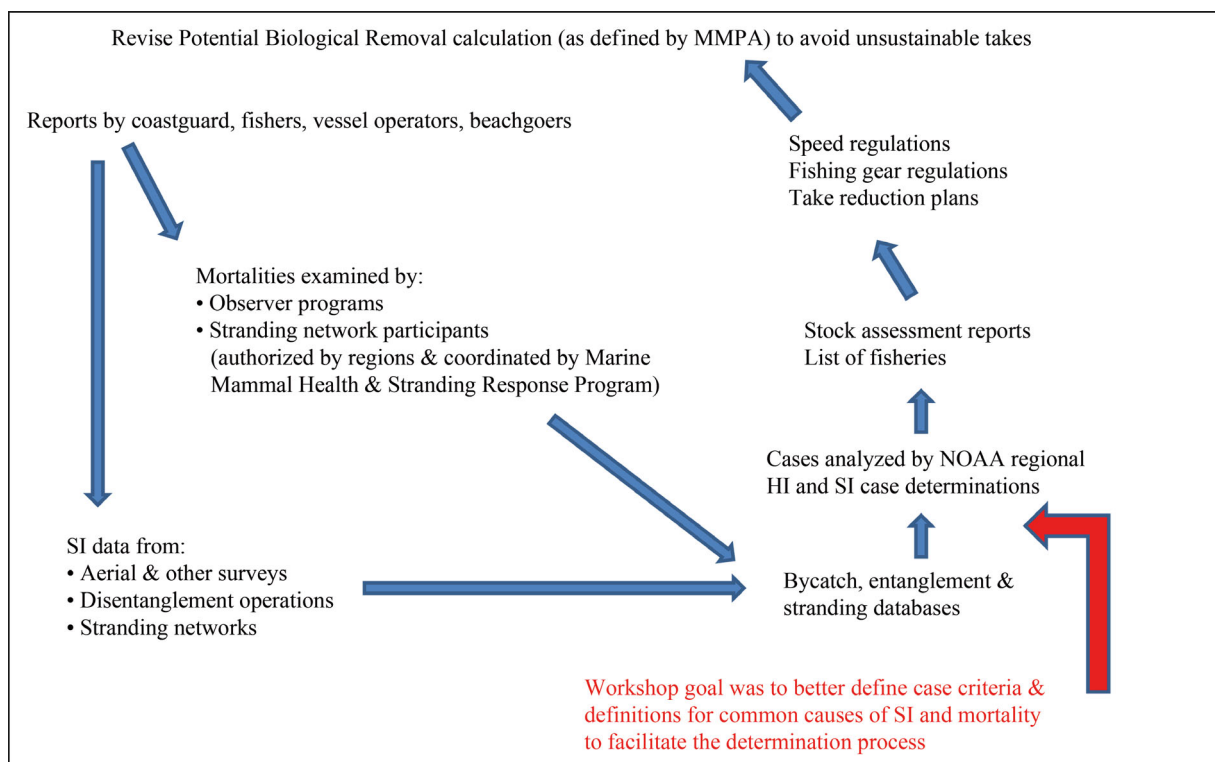 Revise Potential Biological Removal calculation (as defined by MMPA) to avoid unsustainable takes
Reports by coastguard, fishers, vessel operators, beachgoers
Speed regulations
Fishing gear regulations
Take reduction plans
Mortalities examined by:
• Observer programs
• Stranding network participants
(authorized by regions & coordinated by Marine
Mammal Health & Stranding Response Program)
Stock assessment reports
List of fisheries
Cases analyzed by NOAA regional
HI and SI case determinations
SI data from:
• Aerial & other surveys
• Disentanglement operations
• Stranding networks
Bycatch, entanglement &
stranding databases
Workshop goal was to better define case criteria &
definitions for common causes of SI and mortality
to facilitate the determination process